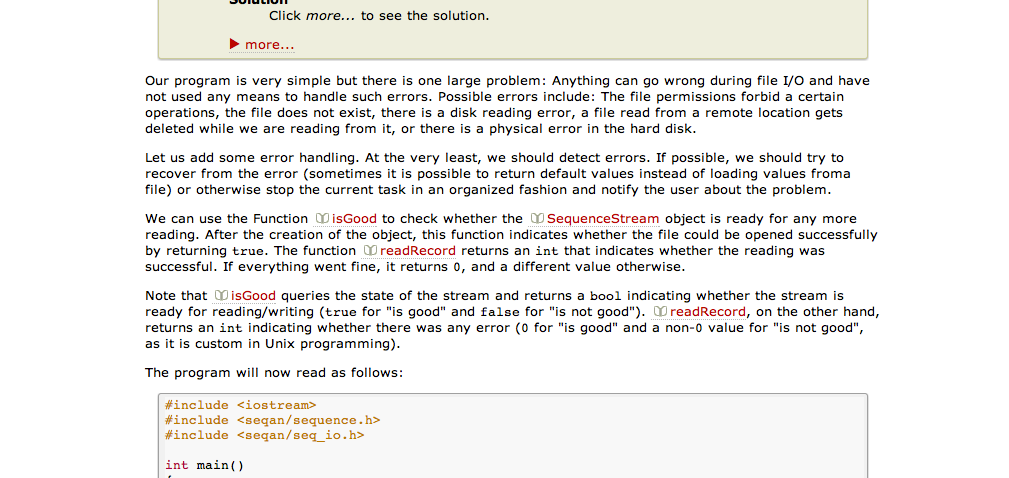 Solution
Click more... to see the solution.
▶ more...
Our program is very simple but there is one large problem: Anything can go wrong during file I/O and have
not used any means to handle such errors. Possible errors include: The file permissions forbid a certain
operations, the file does not exist, there is a disk reading error, a file read from a remote location gets
deleted while we are reading from it, or there is a physical error in the hard disk.
Let us add some error handling. At the very least, we should detect errors. If possible, we should try to
recover from the error (sometimes it is possible to return default values instead of loading values froma
file) or otherwise stop the current task in an organized fashion and notify the user about the problem.
We can use the Function isGood to check whether the SequenceStream object is ready for any more
reading. After the creation of the object, this function indicates whether the file could be opened successfully
by returning true. The function readRecord returns an int that indicates whether the reading was
successful. If everything went fine, it returns 0, and a different value otherwise.
Note that isGood queries the state of the stream and returns a bool indicating whether the stream is
ready for reading/writing (true for "is good" and false for "is not good"). readRecord, on the other hand,
returns an int indicating whether there was any error (0 for "is good" and a non-0 value for "is not good",
as it is custom in Unix programming).
The program will now read as follows:
#include <iostream>
#include <seqan/sequence.h>
#include <seqan/seq_io.h>
int main()